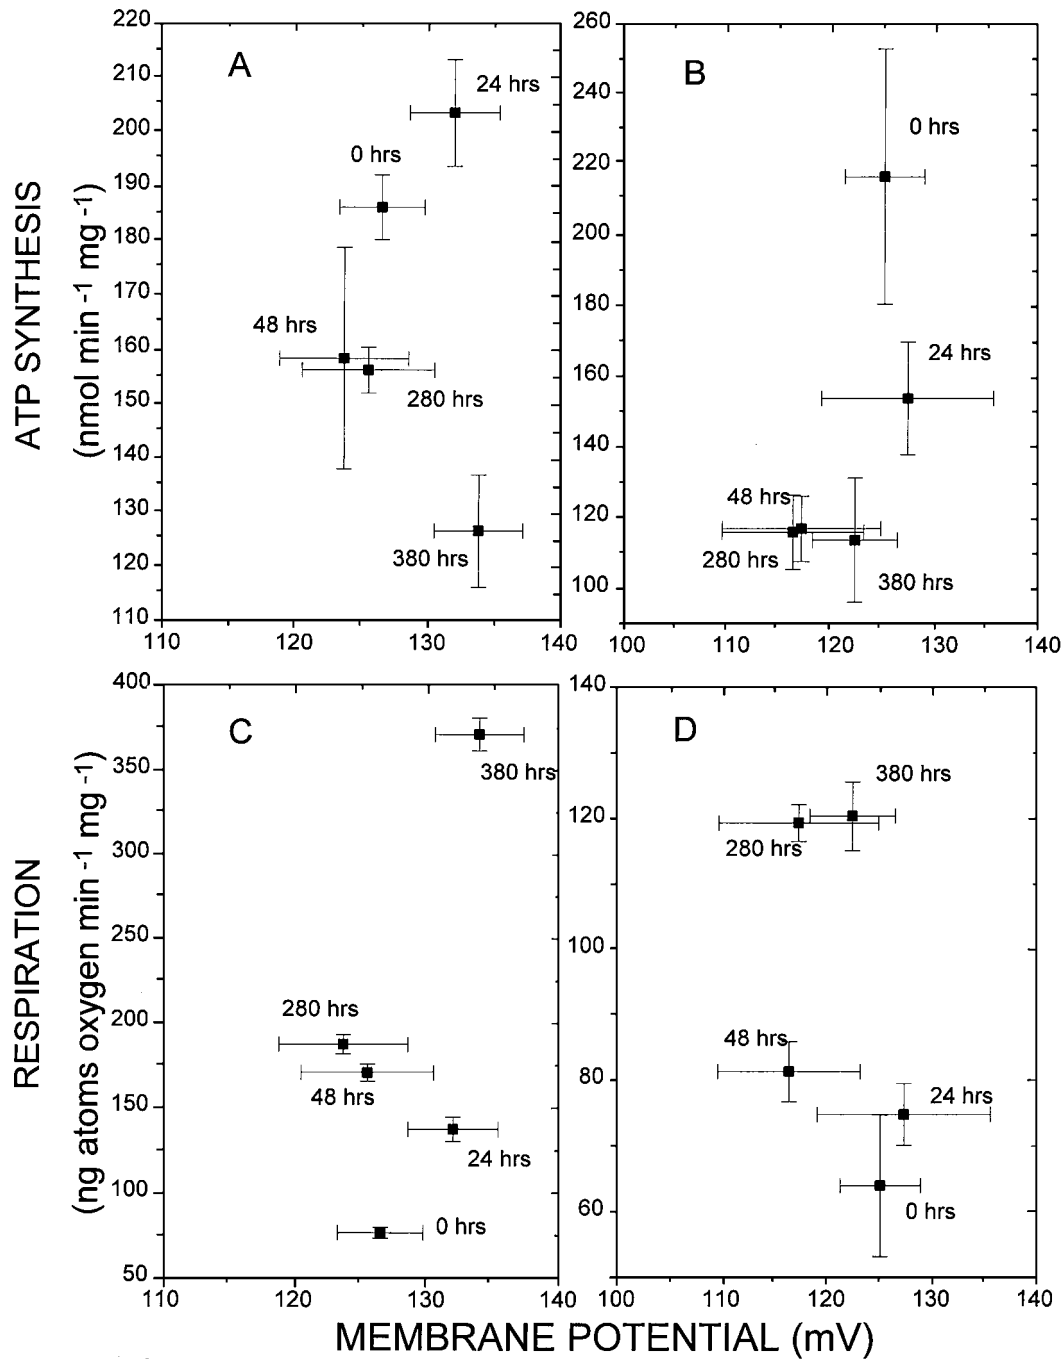 ATP SYNTHESIS
(nmol min -1 mg -1)
220
210
200
190
180
170
160
150
140
130
120
110
A
24 hrs
0 hrs
48 hrs
280 hrs
380 hrs
110
120
130
140
260
240
220
200
180
160
140
120
100
B
0 hrs
24 hrs
48 hrs
280 hrs
380 hrs
100
110
120
130
140
RESPIRATION
(ng atoms oxygen min -1 mg -1)
400
350
300
250
200
150
100
50
C
380 hrs
280 hrs
48 hrs
24 hrs
0 hrs
110
120
130
140
140
120
100
80
60
D
380 hrs
280 hrs
48 hrs
24 hrs
0 hrs
100
110
120
130
140
MEMBRANE POTENTIAL (mV)